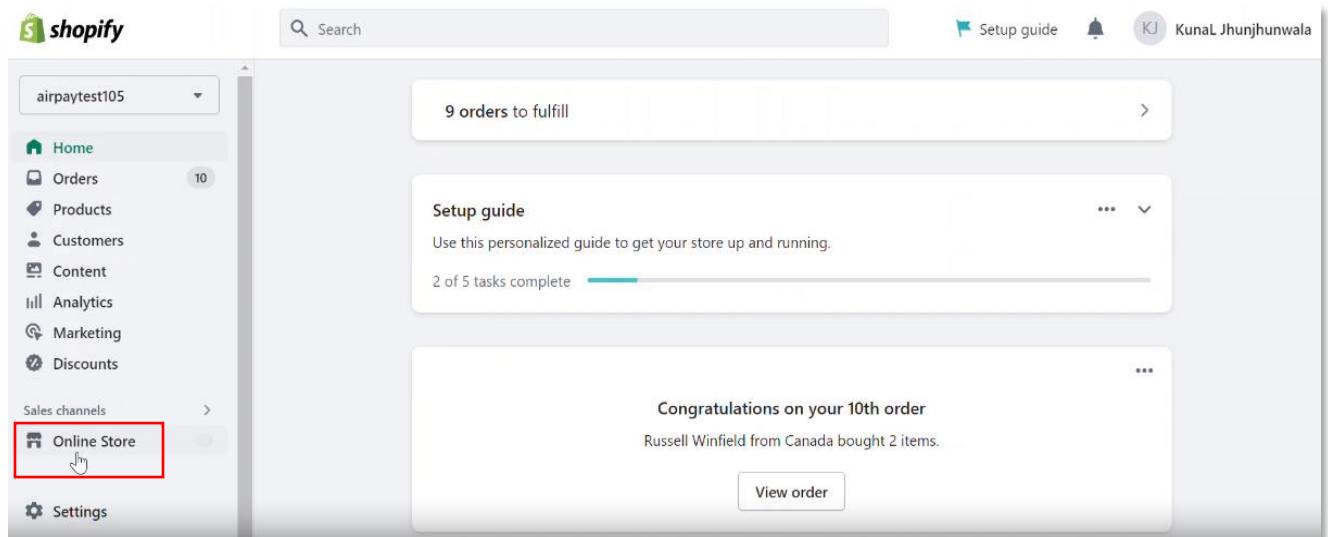 shopify
Search
Setup guide
KJ
KunaL Jhunjhunwala
airpaytest105
Home
Orders 10
Products
Customers
Content
Analytics
Marketing
Discounts
Sales channels
Online Store
Settings
9 orders to fulfill
Setup guide
Use this personalized guide to get your store up and running.
2 of 5 tasks complete
Congratulations on your 10th order
Russell Winfield from Canada bought 2 items.
View order